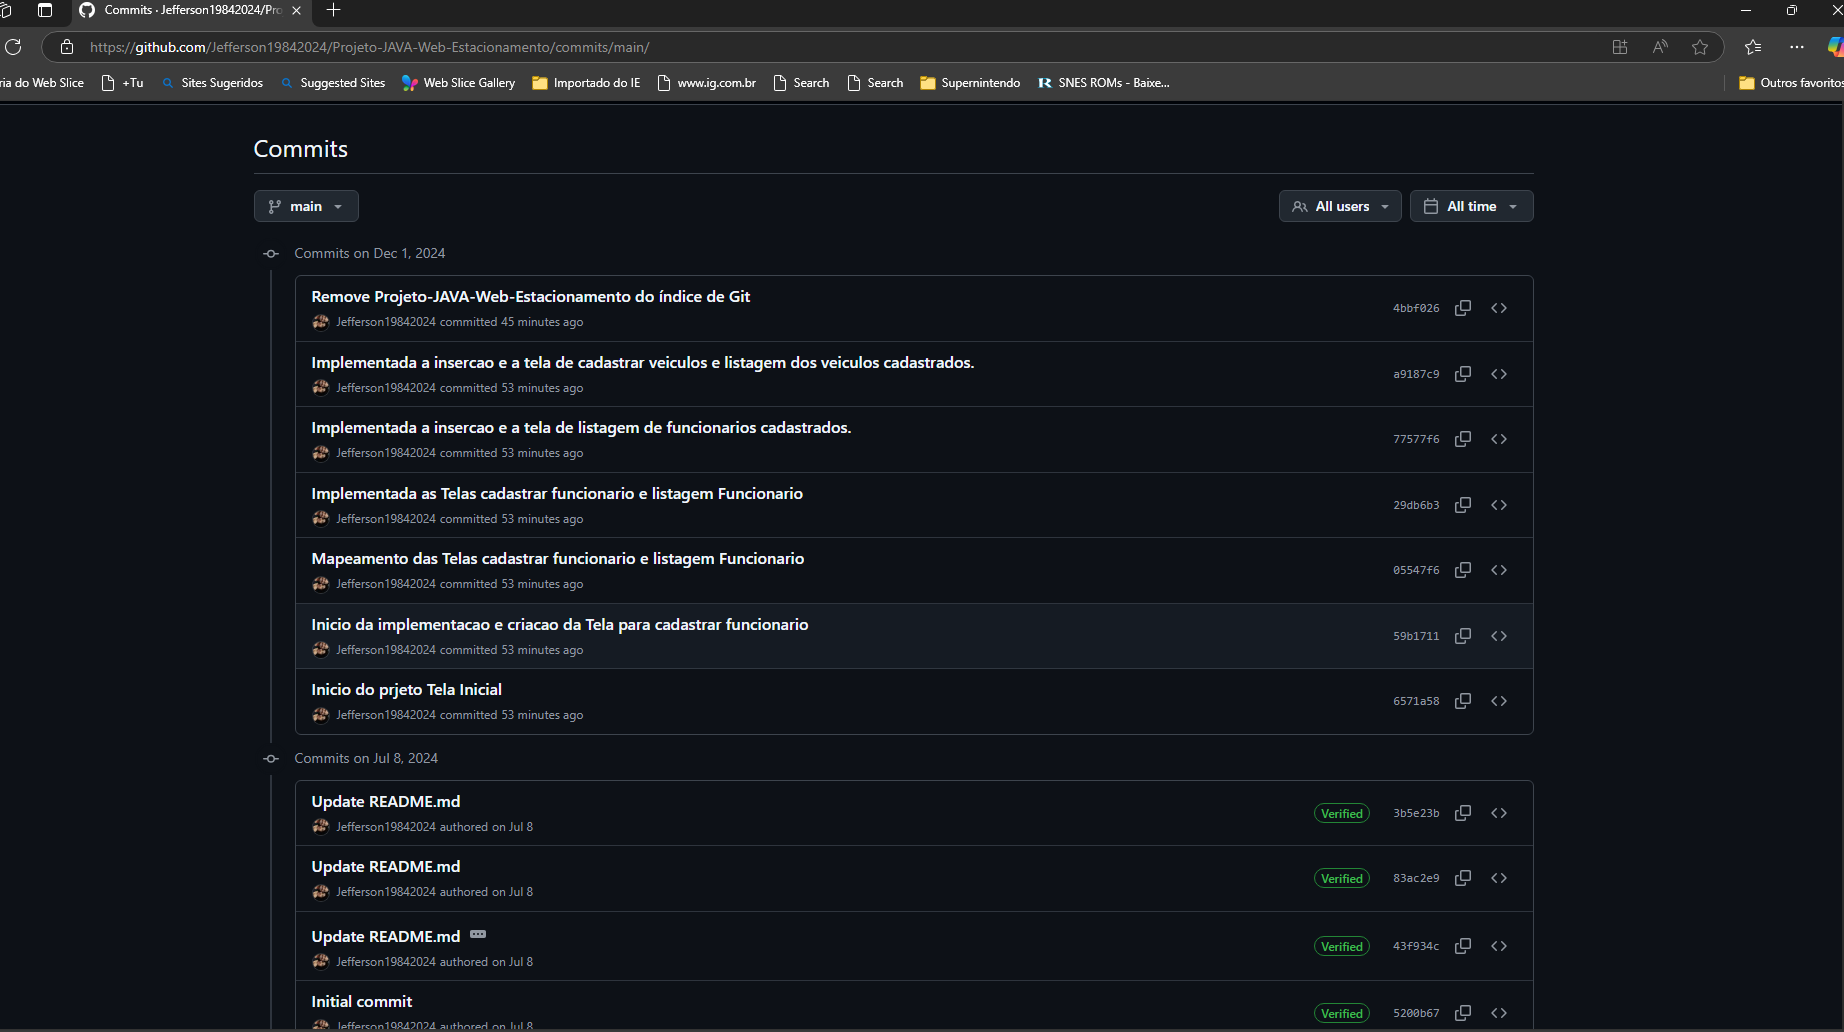 Commits · Jefferson19842024/Pro
https://github.com/Jefferson19842024/Projeto-JAVA-Web-Estacionamento/commits/main/
ria do Web Slice +Tu Sites Sugeridos Suggested Sites Web Slice Gallery Importado do IE www.ig.com.br Search Search Supernintendo SNES ROMs - Baixe... Outros favoritos
Commits
main All users All time
Commits on Dec 1, 2024
Remove Projeto-JAVA-Web-Estacionamento do índice de Git
4bbf026
Jefferson19842024 committed 45 minutes ago
Implementada a insercao e a tela de cadastrar veiculos e listagem dos veiculos cadastrados.
a9187c9
Jefferson19842024 committed 53 minutes ago
Implementada a insercao e a tela de listagem de funcionarios cadastrados.
77577f6
Jefferson19842024 committed 53 minutes ago
Implementada as Telas cadastrar funcionario e listagem Funcionario
29db6b3
Jefferson19842024 committed 53 minutes ago
Mapeamento das Telas cadastrar funcionario e listagem Funcionario
05547f6
Jefferson19842024 committed 53 minutes ago
Inicio da implementacao e criacao da Tela para cadastrar funcionario
59b1711
Jefferson19842024 committed 53 minutes ago
Inicio do prjeto Tela Inicial
6571a58
Jefferson19842024 committed 53 minutes ago
Commits on Jul 8, 2024
Update README.md
Verified 3b5e23b
Jefferson19842024 authored on Jul 8
Update README.md
Verified 83ac2e9
Jefferson19842024 authored on Jul 8
Update README.md
Verified 43f934c
Jefferson19842024 authored on Jul 8
Initial commit
Verified 5200b67
Jefferson19842024 authored on Jul 8